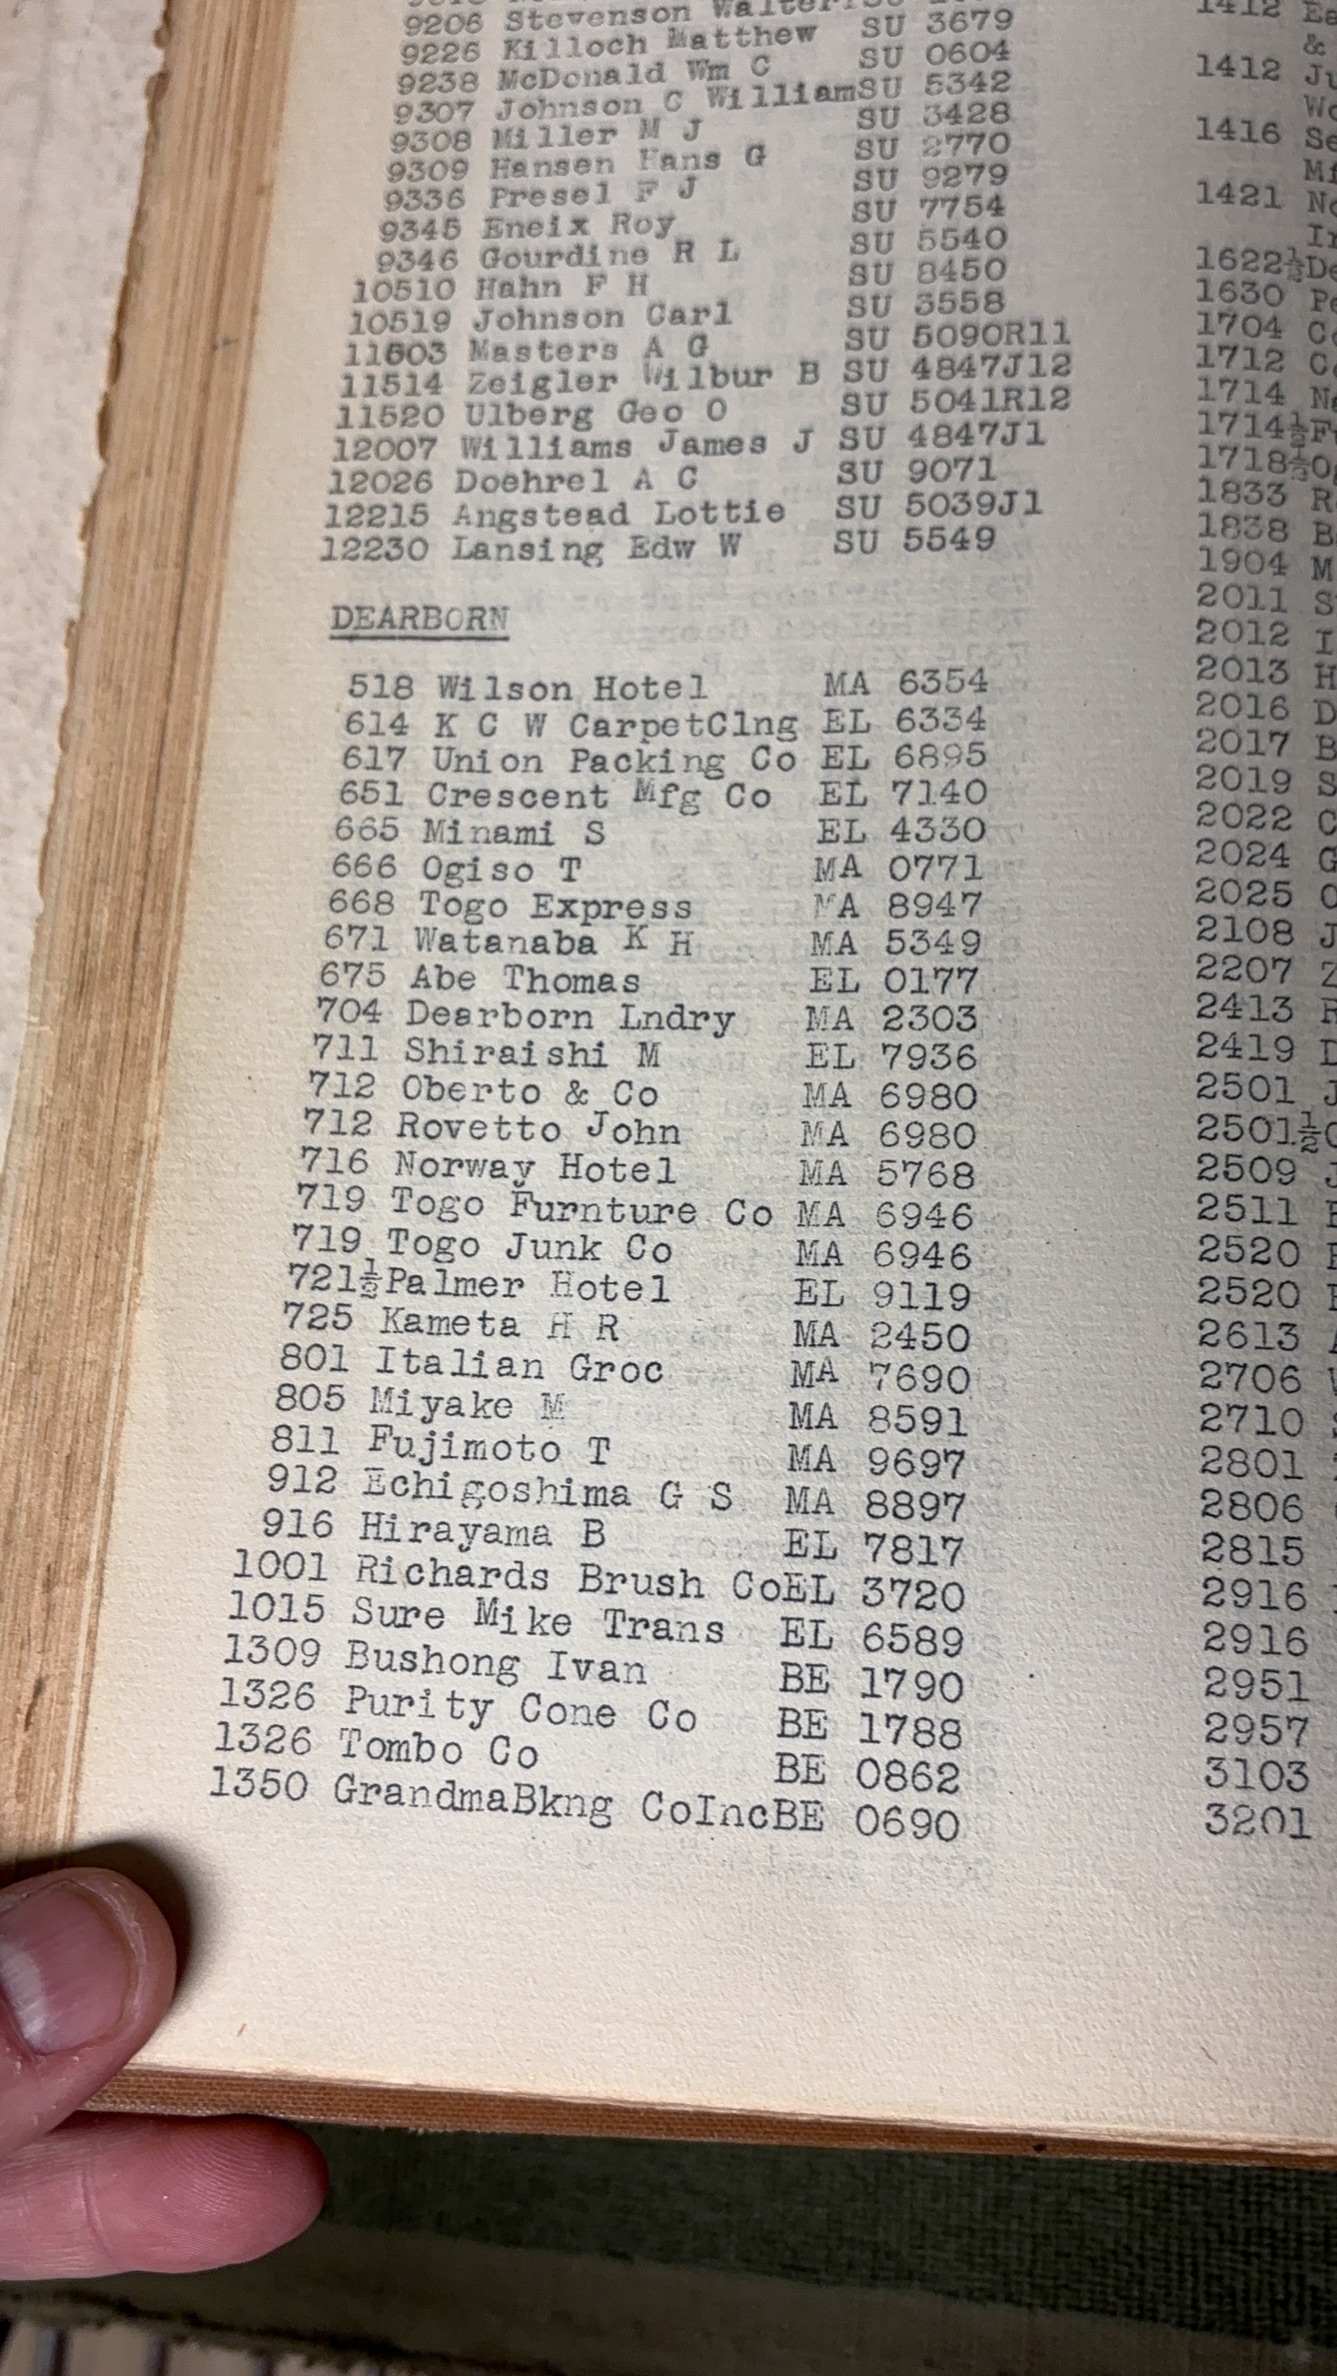 9206 Stevenson Walter
9226 Killoch Matthew SU 3679
9238 McDonald Wm C SU 0604
9307 Johnson C WilliamSU 5342
9308 Miller M J SU 3428
9309 Hansen Hans G SU 2770
9336 Presel F J SU 9279
9345 Eneix Roy SU 7754
9346 Gourdine R L SU 5540
10510 Hahn F H SU 8450
10519 Johnson Carl SU 3558
11503 Masters A G SU 5090R11
11514 Zeigler Wilbur B SU 4847J12
11520 Ulberg Geo O SU 5041R12
12007 Williams James J SU 4847J1
12026 Doehrel A C SU 9071
12215 Angstead Lottie SU 5039J1
12230 Lansing Edw W SU 5549
DEARBORN
518 Wilson Hotel MA 6354
614 K C W CarpetClng EL 6334
617 Union Packing Co EL 6895
651 Crescent Mfg Co EL 7140
665 Minami S EL 4330
666 Ogiso T MA 0771
668 Togo Express MA 8947
671 Watanaba K H MA 5349
675 Abe Thomas EL 0177
704 Dearborn Lndry MA 2303
711 Shiraishi M EL 7936
712 Oberto & Co MA 6980
712 Rovetto John MA 6980
716 Norway Hotel MA 5768
719 Togo Furnture Co MA 6946
719 Togo Junk Co MA 6946
721½Palmer Hotel EL 9119
725 Kameta H R MA 2450
801 Italian Groc MA 7690
805 Miyake M MA 8591
811 Fujimoto T MA 9697
912 Echigoshima G S MA 8897
916 Hirayama B EL 7817
1001 Richards Brush CoEL 3720
1015 Sure Mike Trans EL 6589
1309 Bushong Ivan BE 1790
1326 Purity Cone Co BE 1788
1326 Tombo Co BE 0862
1350 GrandmaBkng CoIncBE 0690
1412
&
1412
1416
1421
1622½
1630
1704
1712
1714
1714½
1718½
1833
1838
1904
2011
2012
2013
2016
2017
2019
2022
2024
2025
2108
2207
2413
2419
2501
2501½
2509
2511
2520
2520
2613
2706
2710
2801
2806
2815
2916
2916
2951
2957
3103
3201